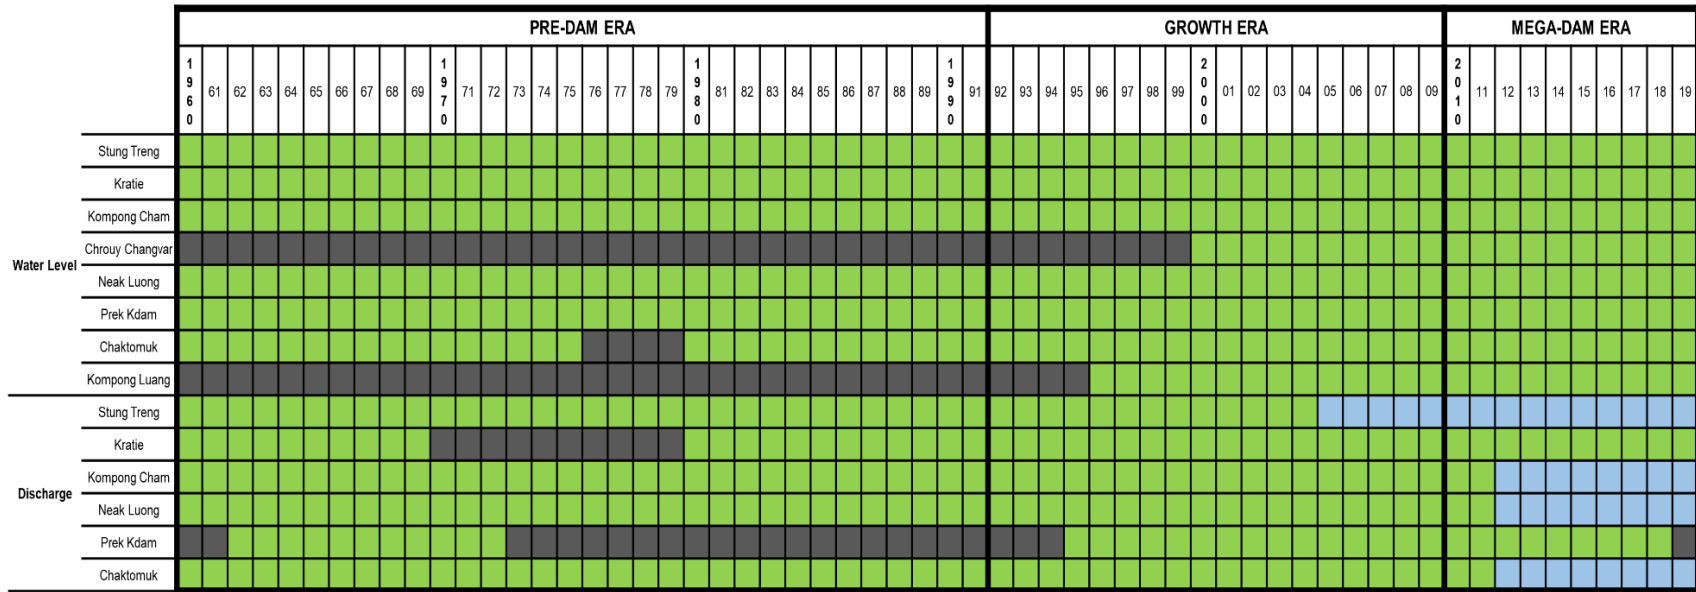 PRE-DAM ERA GROWTH ERA MEGA-DAM ERA
1960 61 62 63 64 65 66 67 68 69 1970 71 72 73 74 75 76 77 78 79 1980 81 82 83 84 85 86 87 88 89 1990 91 92 93 94 95 96 97 98 99 2000 01 02 03 04 05 06 07 08 09 2010 11 12 13 14 15 16 17 18 19
Water Level
Stung Treng
Kratie
Kompong Cham
Chrouy Changvar
Neak Luong
Prek Kdam
Chaktomuk
Kompong Luang
Discharge
Stung Treng
Kratie
Kompong Cham
Neak Luong
Prek Kdam
Chaktomuk